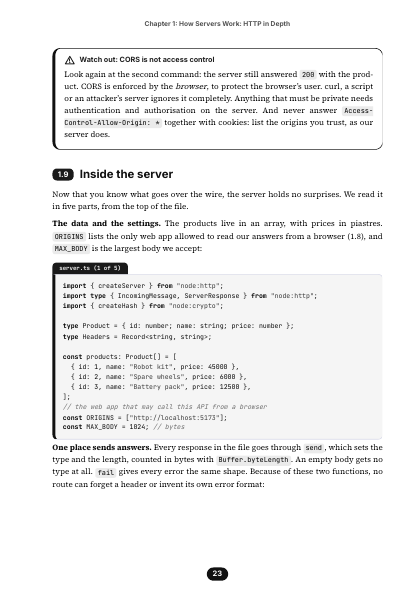 Chapter 1: How Servers Work: HTTP in Depth
Watch out: CORS is not access control
Look again at the second command: the server still answered 200 with the prod-
uct. CORS is enforced by the browser, to protect the browser's user. curl, a script
or an attacker's server ignores it completely. Anything that must be private needs
authentication and authorisation on the server. And never answer Access-
Control-Allow-Origin: * together with cookies: list the origins you trust, as our
server does.
1.9 Inside the server
Now that you know what goes over the wire, the server holds no surprises. We read it
in five parts, from the top of the file.
The data and the settings. The products live in an array, with prices in piastres.
ORIGINS lists the only web app allowed to read our answers from a browser (1.8), and
MAX_BODY is the largest body we accept:
server.ts (1 of 5)
import { createServer } from "node:http";
import type { IncomingMessage, ServerResponse } from "node:http";
import { createHash } from "node:crypto";
type Product = { id: number; name: string; price: number };
type Headers = Record<string, string>;
const products: Product[] = [
{ id: 1, name: "Robot kit", price: 45000 },
{ id: 2, name: "Spare wheels", price: 6000 },
{ id: 3, name: "Battery pack", price: 12500 },
];
// the web app that may call this API from a browser
const ORIGINS = ["http://localhost:5173"];
const MAX_BODY = 1024; // bytes
One place sends answers. Every response in the file goes through send, which sets the
type and the length, counted in bytes with Buffer.byteLength. An empty body gets no
type at all. fail gives every error the same shape. Because of these two functions, no
route can forget a header or invent its own error format:
23